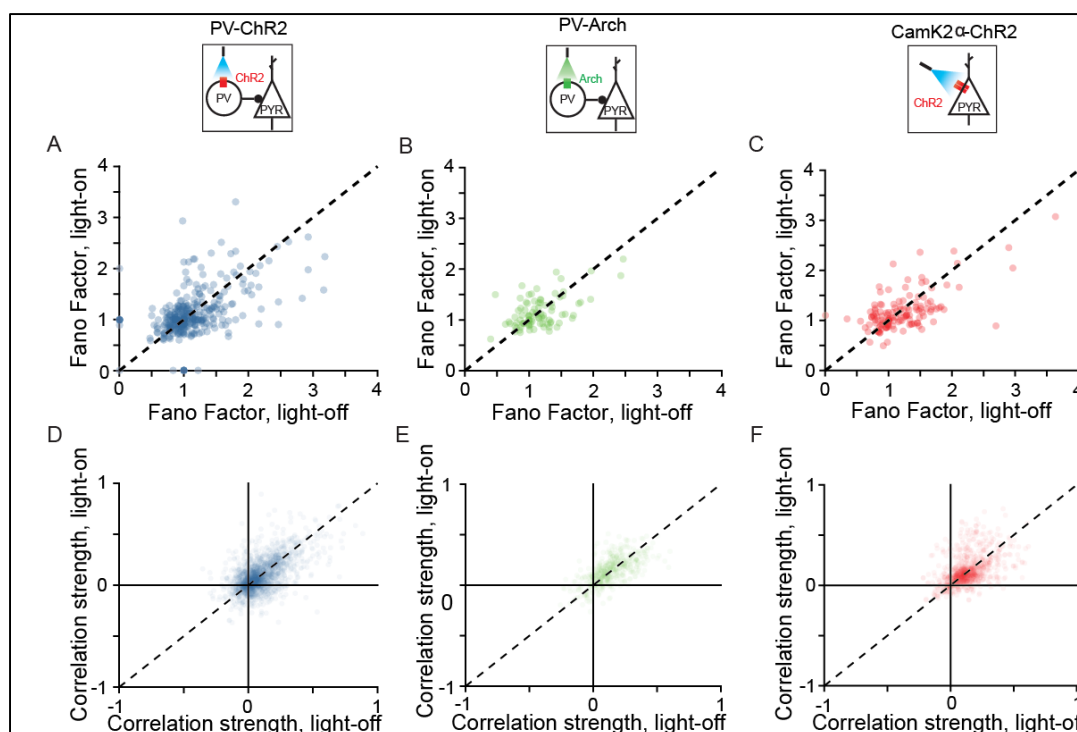 PV-ChR2
PV-Arch
CamK2α-ChR2
ChR2
PV
PYR
Arch
PV
PYR
ChR2
PYR
A
B
C
Fano Factor, light-on
4
3
2
1
0
0
1
2
3
4
Fano Factor, light-off
Fano Factor, light-on
4
3
2
1
0
0
1
2
3
4
Fano Factor, light-off
Fano Factor, light-on
4
3
2
1
0
0
1
2
3
4
Fano Factor, light-off
D
E
F
Correlation strength, light-on
1
0
-1
-1
0
1
Correlation strength, light-off
Correlation strength, light-on
1
0
0
-1
-1
0
1
Correlation strength, light-off
Correlation strength, light-on
1
0
-1
-1
0
1
Correlation strength, light-off